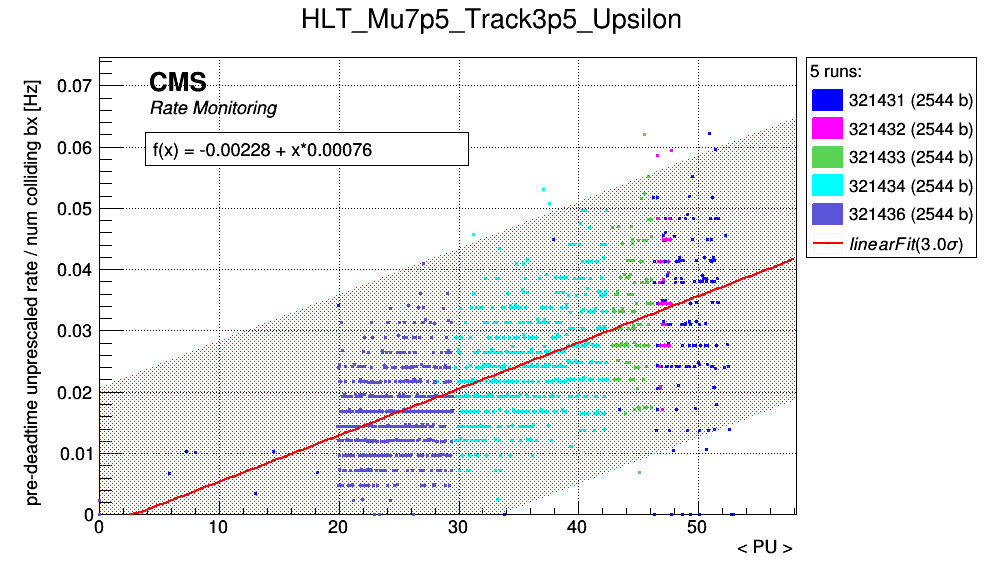 HLT_Mu7p5_Track3p5_Upsilon
pre-deadtime unprescaled rate / num colliding bx [Hz]
0.07
0.06
0.05
0.04
0.03
0.02
0.01
0
CMS
Rate Monitoring
f(x) = -0.00228 + x*0.00076
0 10 20 30 40 50
< PU >
5 runs:
321431 (2544 b)
321432 (2544 b)
321433 (2544 b)
321434 (2544 b)
321436 (2544 b)
linearFit(3.0σ)